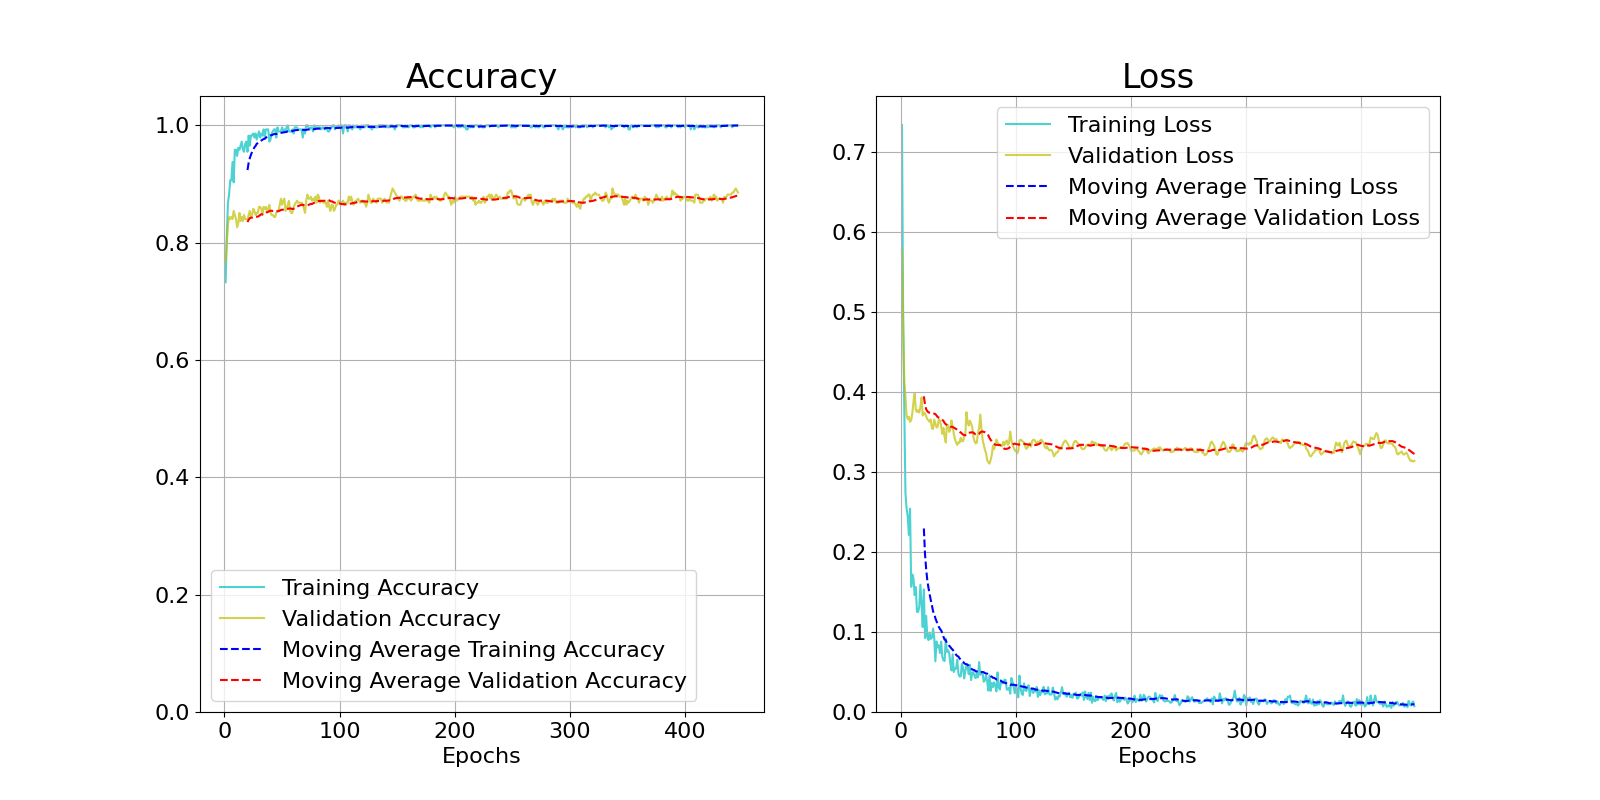 Accuracy
1.0
0.8
0.6
0.4
0.2
0.0
Training Accuracy
Validation Accuracy
Moving Average Training Accuracy
Moving Average Validation Accuracy
0 100 200 300 400
Epochs
Loss
0.7
0.6
0.5
0.4
0.3
0.2
0.1
0.0
Training Loss
Validation Loss
Moving Average Training Loss
Moving Average Validation Loss
0 100 200 300 400
Epochs